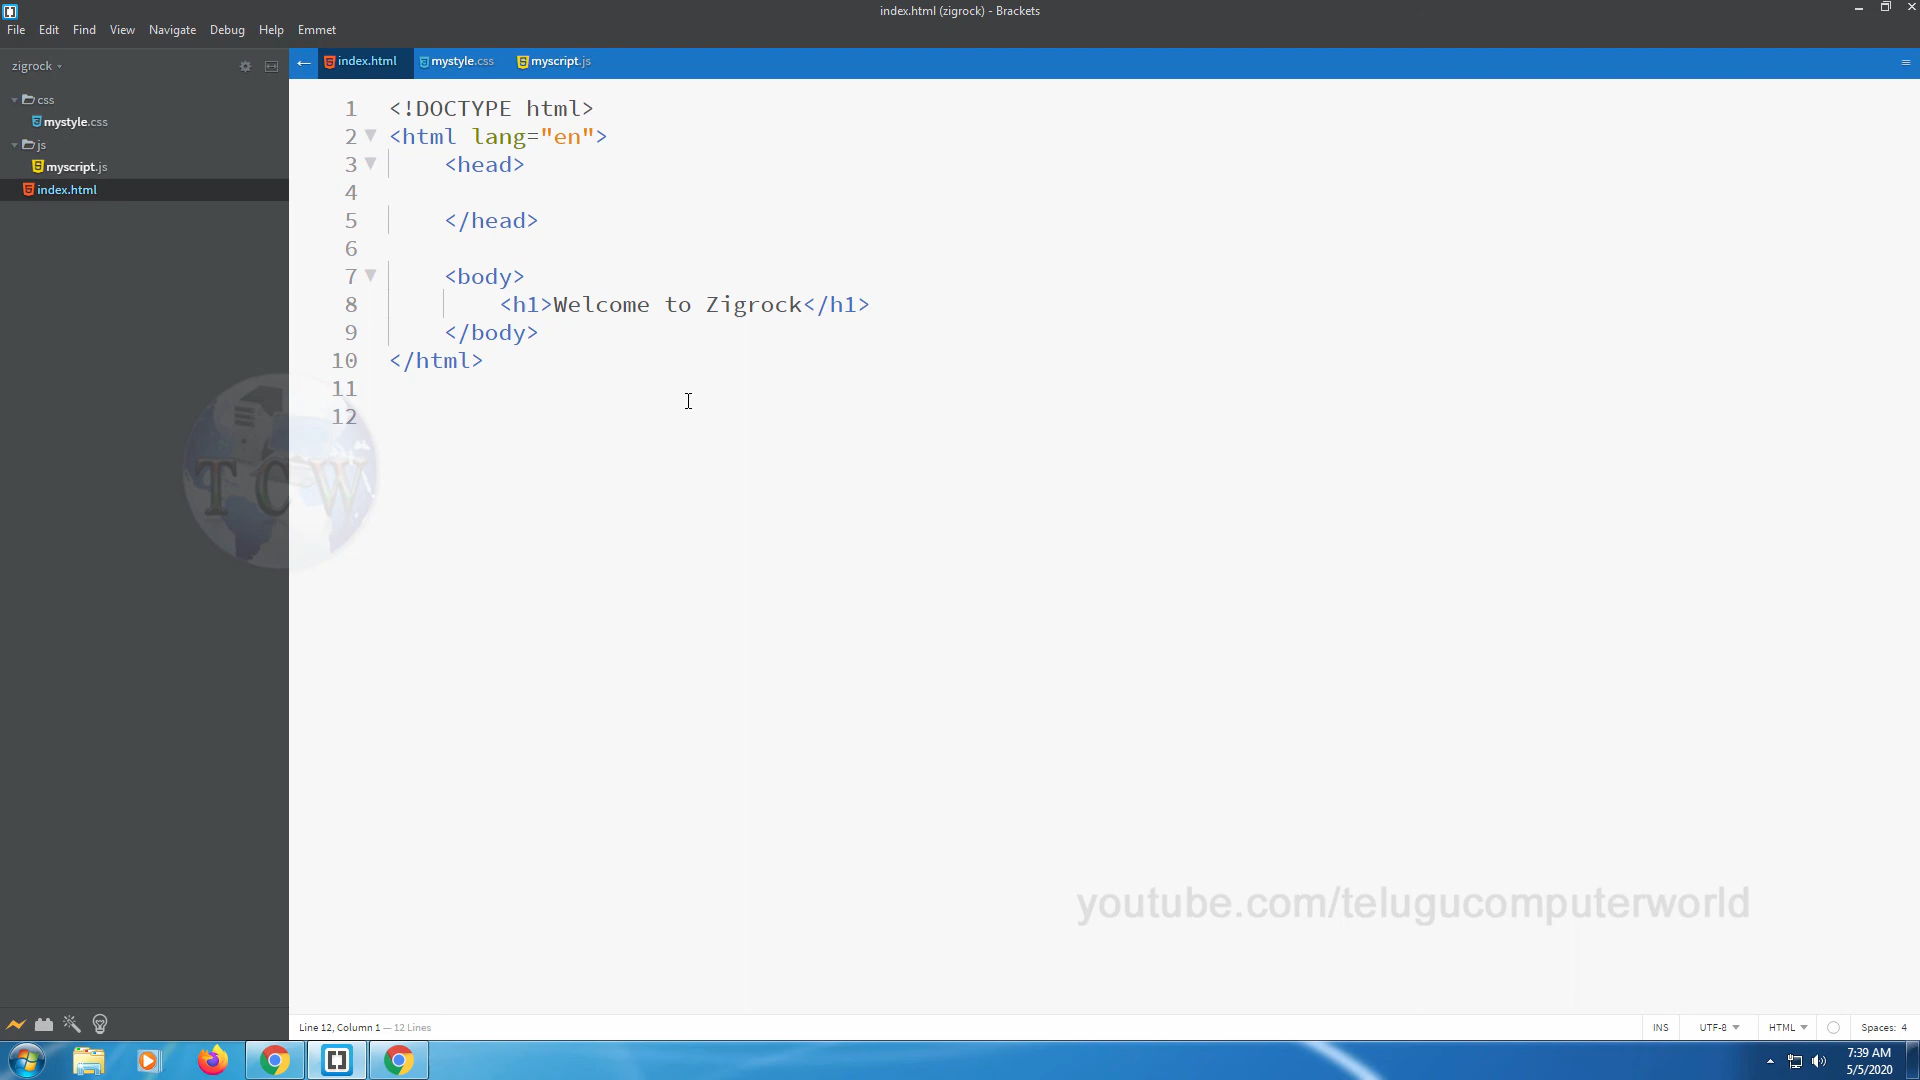 index.html (zigrock) - Brackets
File Edit Find View Navigate Debug Help Emmet
zigrock
css
mystyle.css
js
myscript.js
index.html
index.html mystyle.css myscript.js
1 <!DOCTYPE html>
2 <html lang="en">
3 <head>
4
5 </head>
6
7 <body>
8 <h1>Welcome to Zigrock</h1>
9 </body>
10 </html>
11
12
TCW
youtube.com/telugucomputerworld
Line 12, Column 1 — 12 Lines
INS UTF-8 HTML Spaces: 4
7:39 AM
5/5/2020